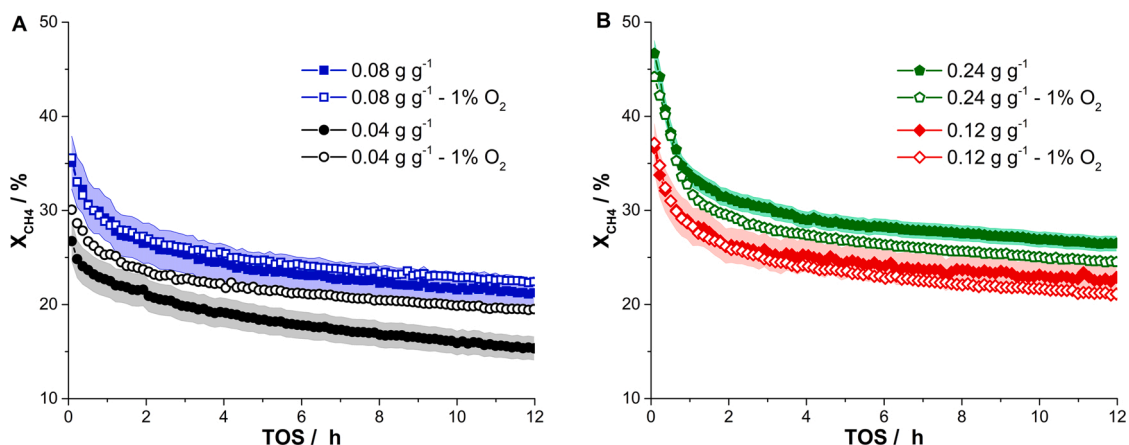 A
50
40
30
20
10
X_CH4 / %
0.08 g g⁻¹
0.08 g g⁻¹ - 1% O₂
0.04 g g⁻¹
0.04 g g⁻¹ - 1% O₂
0 2 4 6 8 10 12
TOS / h
B
50
40
30
20
10
X_CH4 / %
0.24 g g⁻¹
0.24 g g⁻¹ - 1% O₂
0.12 g g⁻¹
0.12 g g⁻¹ - 1% O₂
0 2 4 6 8 10 12
TOS / h